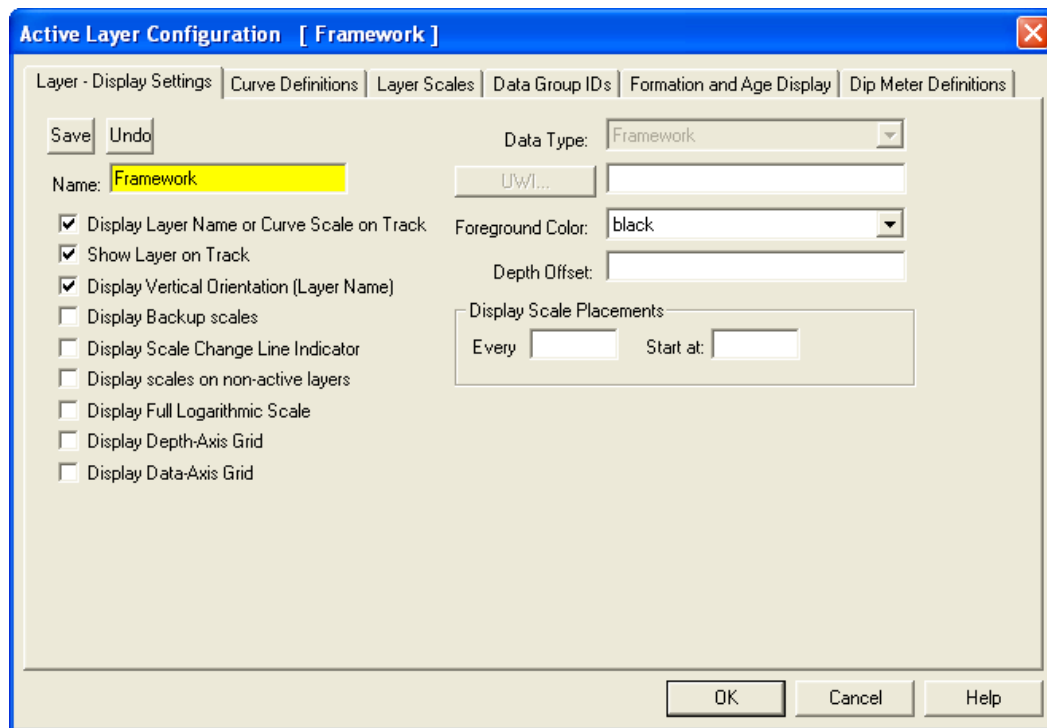 Active Layer Configuration [ Framework ]
Layer - Display Settings Curve Definitions Layer Scales Data Group IDs Formation and Age Display Dip Meter Definitions
Save Undo
Name: Framework
Display Layer Name or Curve Scale on Track
Show Layer on Track
Display Vertical Orientation (Layer Name)
Display Backup scales
Display Scale Change Line Indicator
Display scales on non-active layers
Display Full Logarithmic Scale
Display Depth-Axis Grid
Display Data-Axis Grid
Data Type: Framework
UWI...
Foreground Color: black
Depth Offset:
Display Scale Placements
Every Start at:
OK Cancel Help